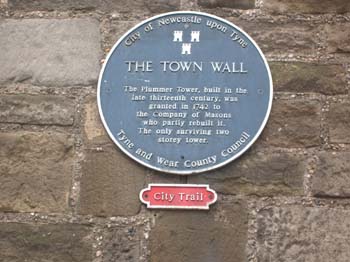 City of Newcastle upon Tyne
THE TOWN WALL
The Plummer Tower, built in the
late thirteenth century, was
granted in 1742 to
the Company of Masons
who partly rebuilt it.
The only surviving two
storey tower.
Tyne and Wear County Council
City Trail